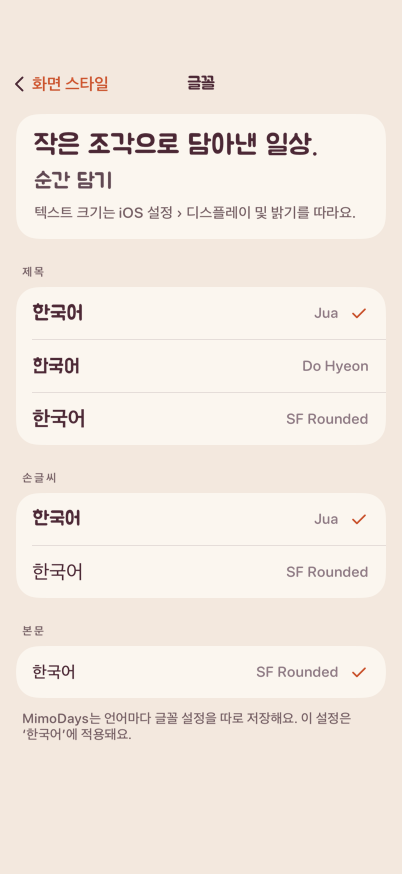 화면 스타일
글꼴
작은 조각으로 담아낸 일상.
순간 담기
텍스트 크기는 iOS 설정 › 디스플레이 및 밝기를 따라요.
제목
한국어 Jua
한국어 Do Hyeon
한국어 SF Rounded
손글씨
한국어 Jua
한국어 SF Rounded
본문
한국어 SF Rounded
MimoDays는 언어마다 글꼴 설정을 따로 저장해요. 이 설정은
‘한국어’에 적용돼요.